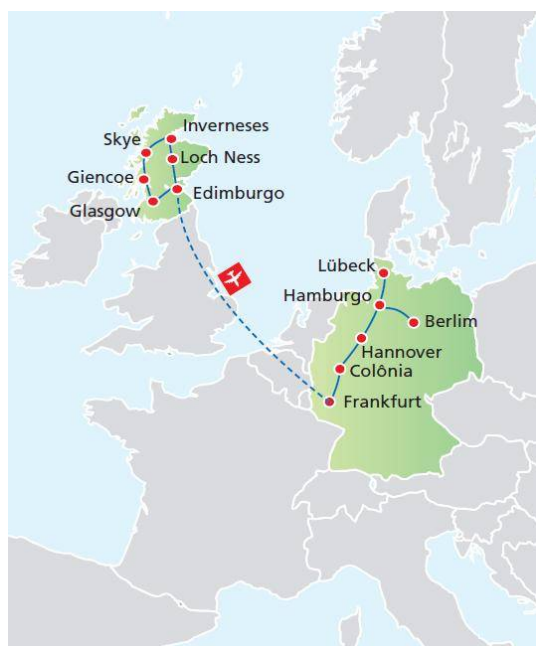 Inverneses
Skye
Loch Ness
Giencoe
Edimburgo
Glasgow
Lübeck
Hamburgo
Berlim
Hannover
Colônia
Frankfurt